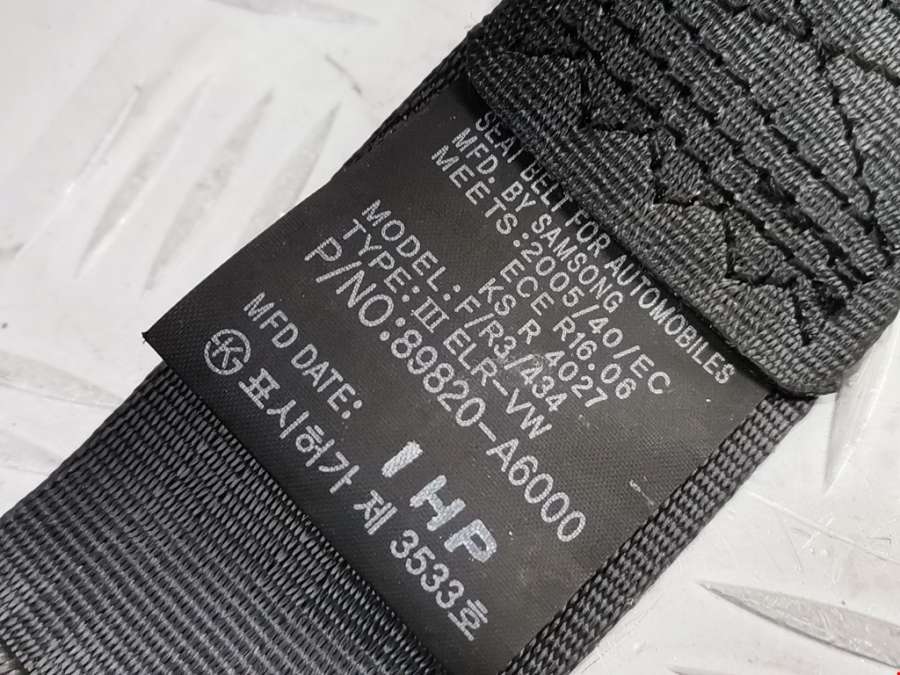 SEAT BELT FOR AUTOMOBILES
MFD. BY SAMSONG
MEETS:2005/40/EC
ECE R16.06
KS R 4027
MODEL: F/R3/434
TYPE:III ELR-VW
P/NO:89820-A6000
MFD DATE: 1 HP
K 표시허가 제 3533호